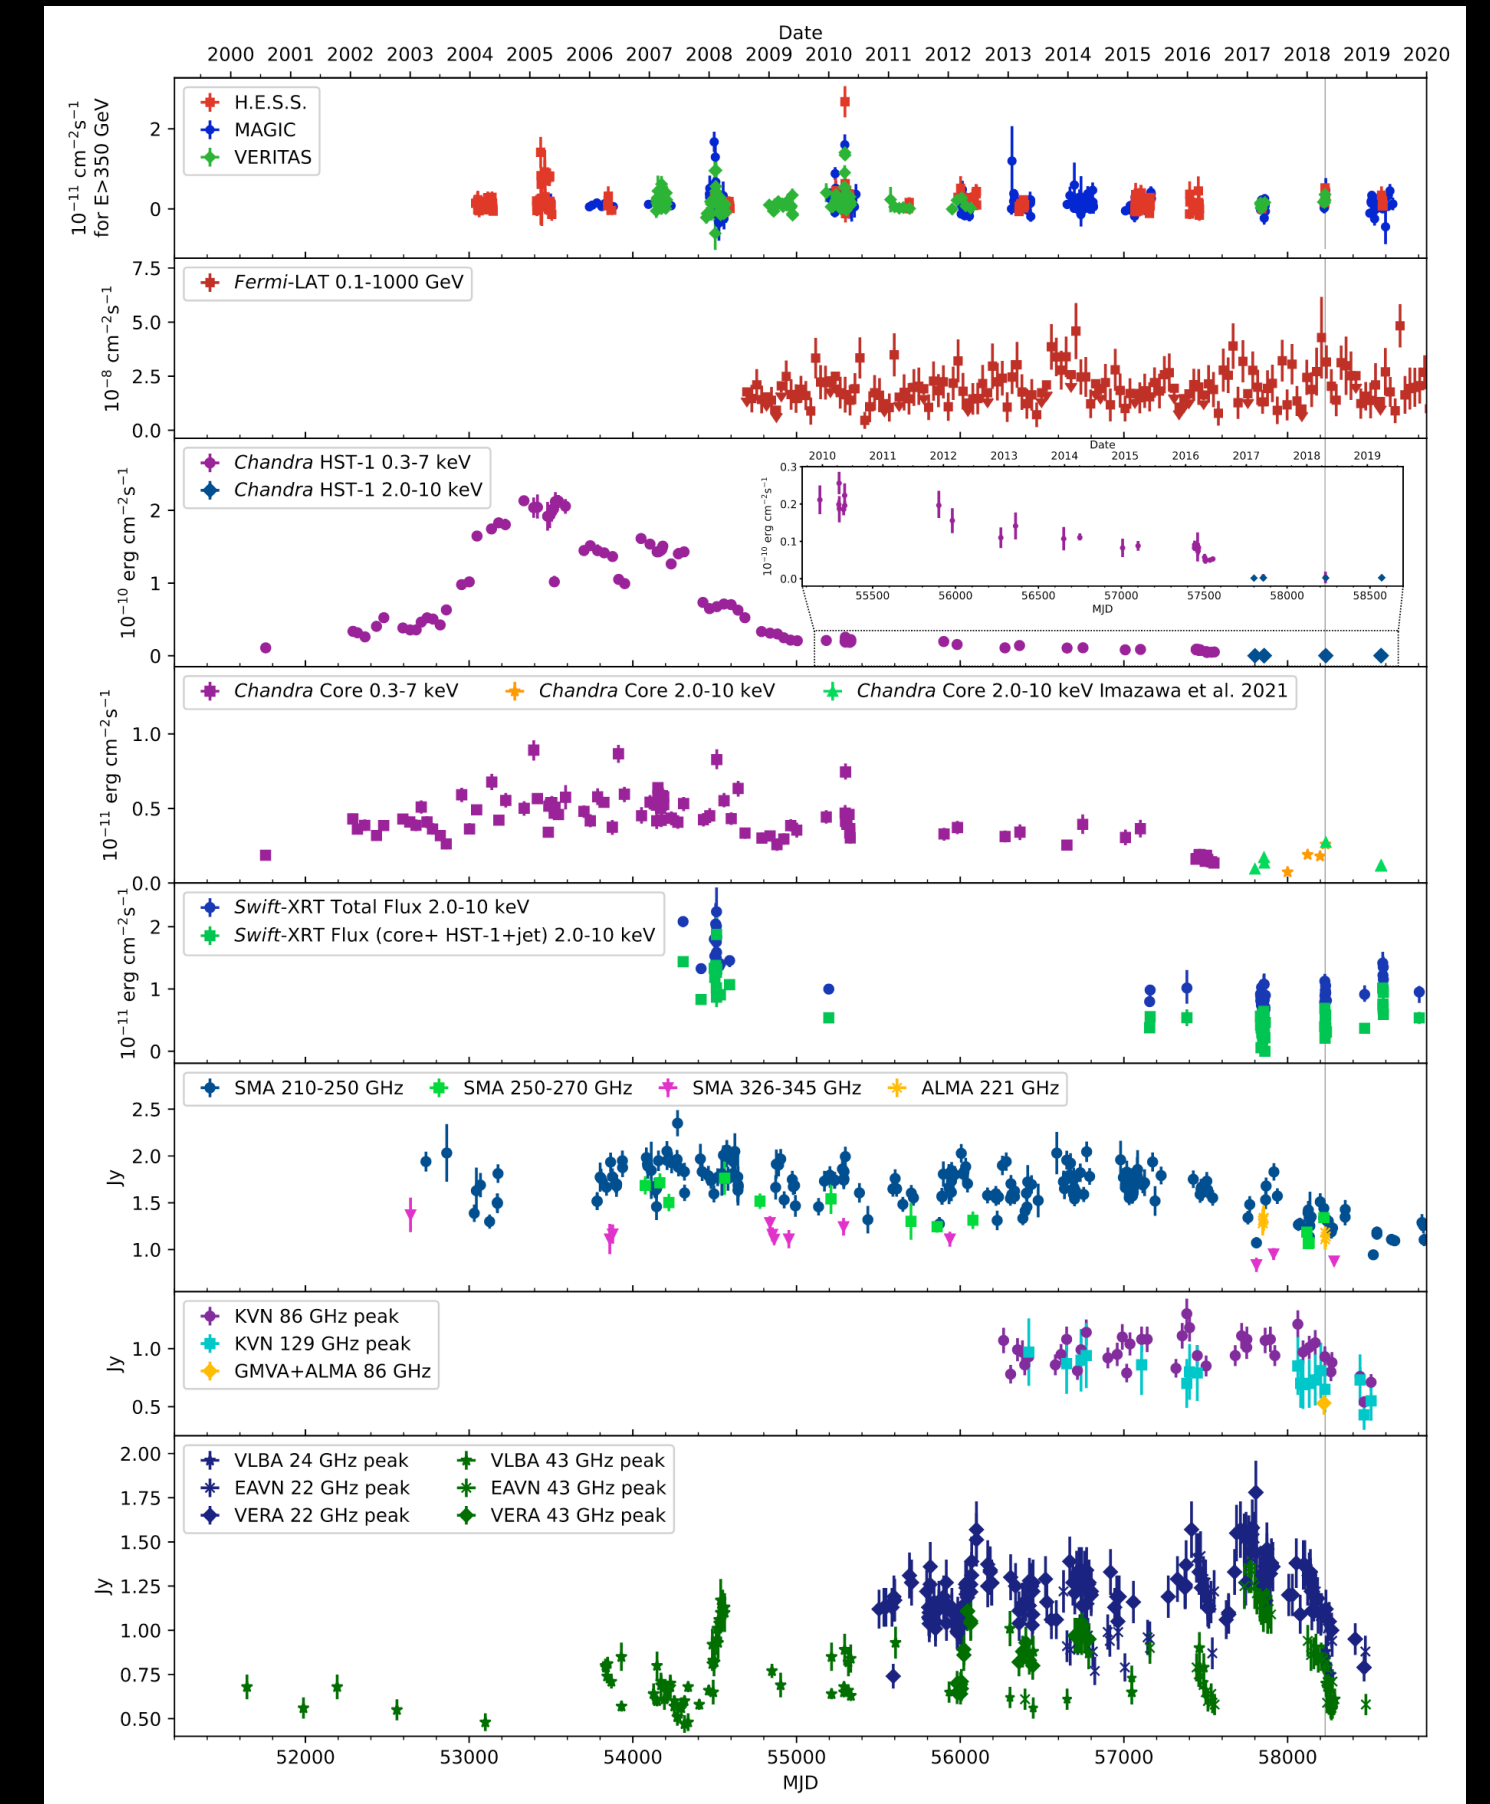 Date
2000 2001 2002 2003 2004 2005 2006 2007 2008 2009 2010 2011 2012 2013 2014 2015 2016 2017 2018 2019 2020
10⁻¹¹ cm⁻²s⁻¹
for E>350 GeV
2
0
H.E.S.S.
MAGIC
VERITAS
10⁻⁸ cm⁻²s⁻¹
7.5
5.0
2.5
0.0
Fermi-LAT 0.1-1000 GeV
10⁻¹⁰ erg cm⁻²s⁻¹
2
1
0
Chandra HST-1 0.3-7 keV
Chandra HST-1 2.0-10 keV
Date
2010 2011 2012 2013 2014 2015 2016 2017 2018 2019
10⁻¹⁰ erg cm⁻²s⁻¹
0.3
0.2
0.1
0.0
55500 56000 56500 57000 57500 58000 58500
MJD
10⁻¹¹ erg cm⁻²s⁻¹
1.0
0.5
0.0
Chandra Core 0.3-7 keV Chandra Core 2.0-10 keV Chandra Core 2.0-10 keV Imazawa et al. 2021
10⁻¹¹ erg cm⁻²s⁻¹
2
1
0
Swift-XRT Total Flux 2.0-10 keV
Swift-XRT Flux (core+ HST-1+jet) 2.0-10 keV
Jy
2.5
2.0
1.5
1.0
SMA 210-250 GHz SMA 250-270 GHz SMA 326-345 GHz ALMA 221 GHz
Jy
1.0
0.5
KVN 86 GHz peak
KVN 129 GHz peak
GMVA+ALMA 86 GHz
Jy
2.00
1.75
1.50
1.25
1.00
0.75
0.50
VLBA 24 GHz peak VLBA 43 GHz peak
EAVN 22 GHz peak EAVN 43 GHz peak
VERA 22 GHz peak VERA 43 GHz peak
52000 53000 54000 55000 56000 57000 58000
MJD